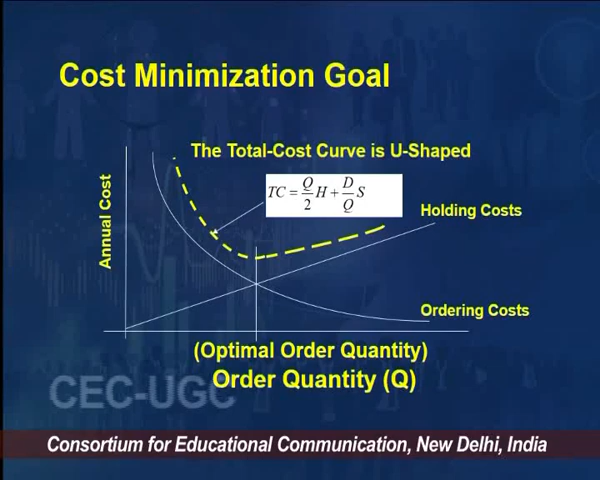 Cost Minimization Goal
The Total-Cost Curve is U-Shaped
TC = Q/2 H + D/Q S
Holding Costs
Annual Cost
Ordering Costs
(Optimal Order Quantity)
Order Quantity (Q)
CEC-UGC
Consortium for Educational Communication, New Delhi, India